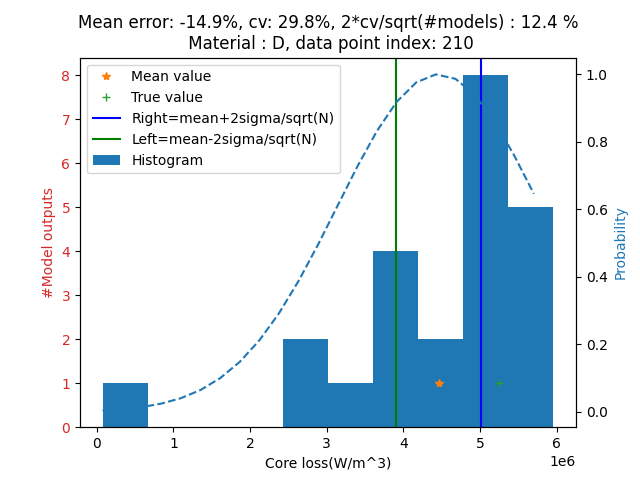 Mean error: -14.9%, cv: 29.8%, 2*cv/sqrt(#models) : 12.4 %
Material : D, data point index: 210
Mean value
True value
Right=mean+2sigma/sqrt(N)
Left=mean-2sigma/sqrt(N)
Histogram
#Model outputs
8
7
6
5
4
3
2
1
0
Probability
1.0
0.8
0.6
0.4
0.2
0.0
0 1 2 3 4 5 6
1e6
Core loss(W/m^3)